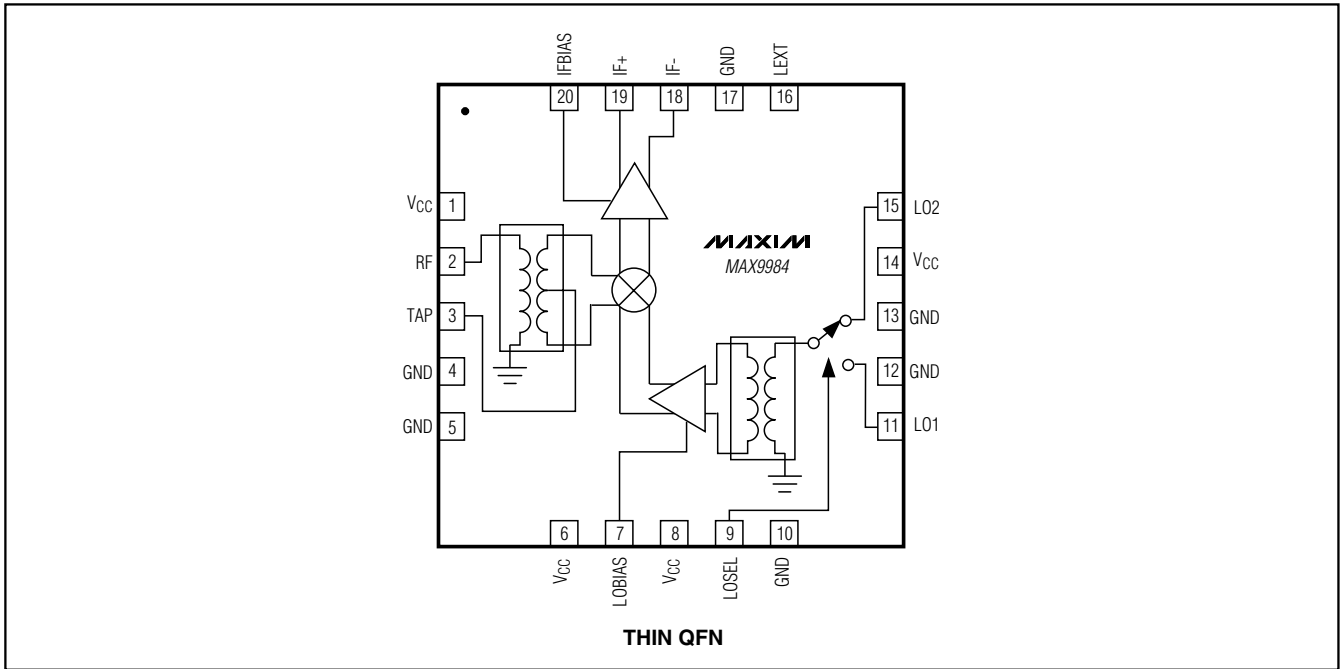 IFBIAS
IF+
IF-
GND
LEXT
20
19
18
17
16
VCC 1
RF 2
TAP 3
GND 4
GND 5
MAXIM
MAX9984
15 LO2
14 VCC
13 GND
12 GND
11 LO1
6
7
8
9
10
VCC
LOBIAS
VCC
LOSEL
GND
THIN QFN